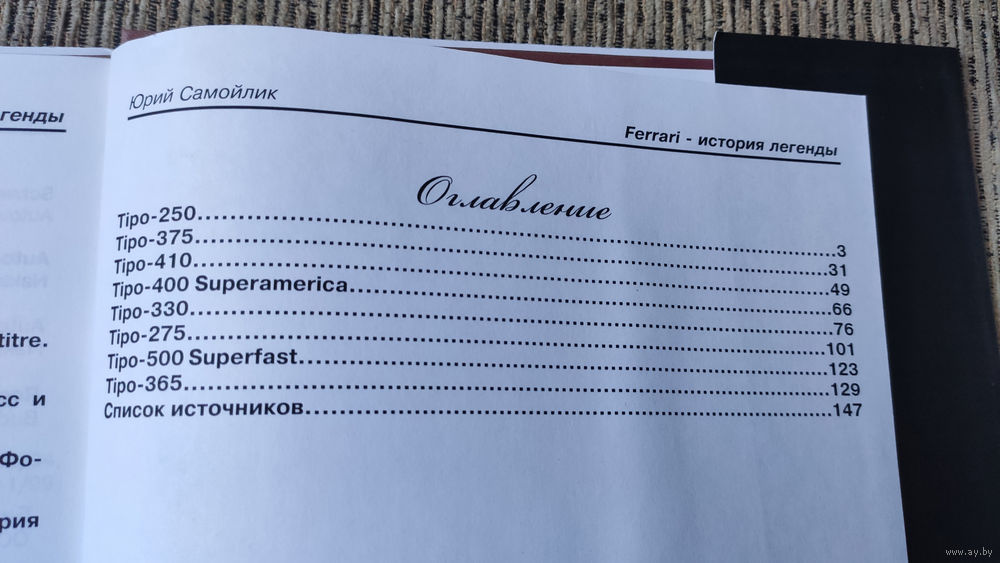 Юрий Самойлик
Ferrari - история легенды
Оглавление
Tipo-250...3
Tipo-375...31
Tipo-410...49
Tipo-400 Superamerica...66
Tipo-330...76
Tipo-275...101
Tipo-500 Superfast...123
Tipo-365...129
Список источников...147
генды
titre.
сс и
Фо-
рия
www.ay.by